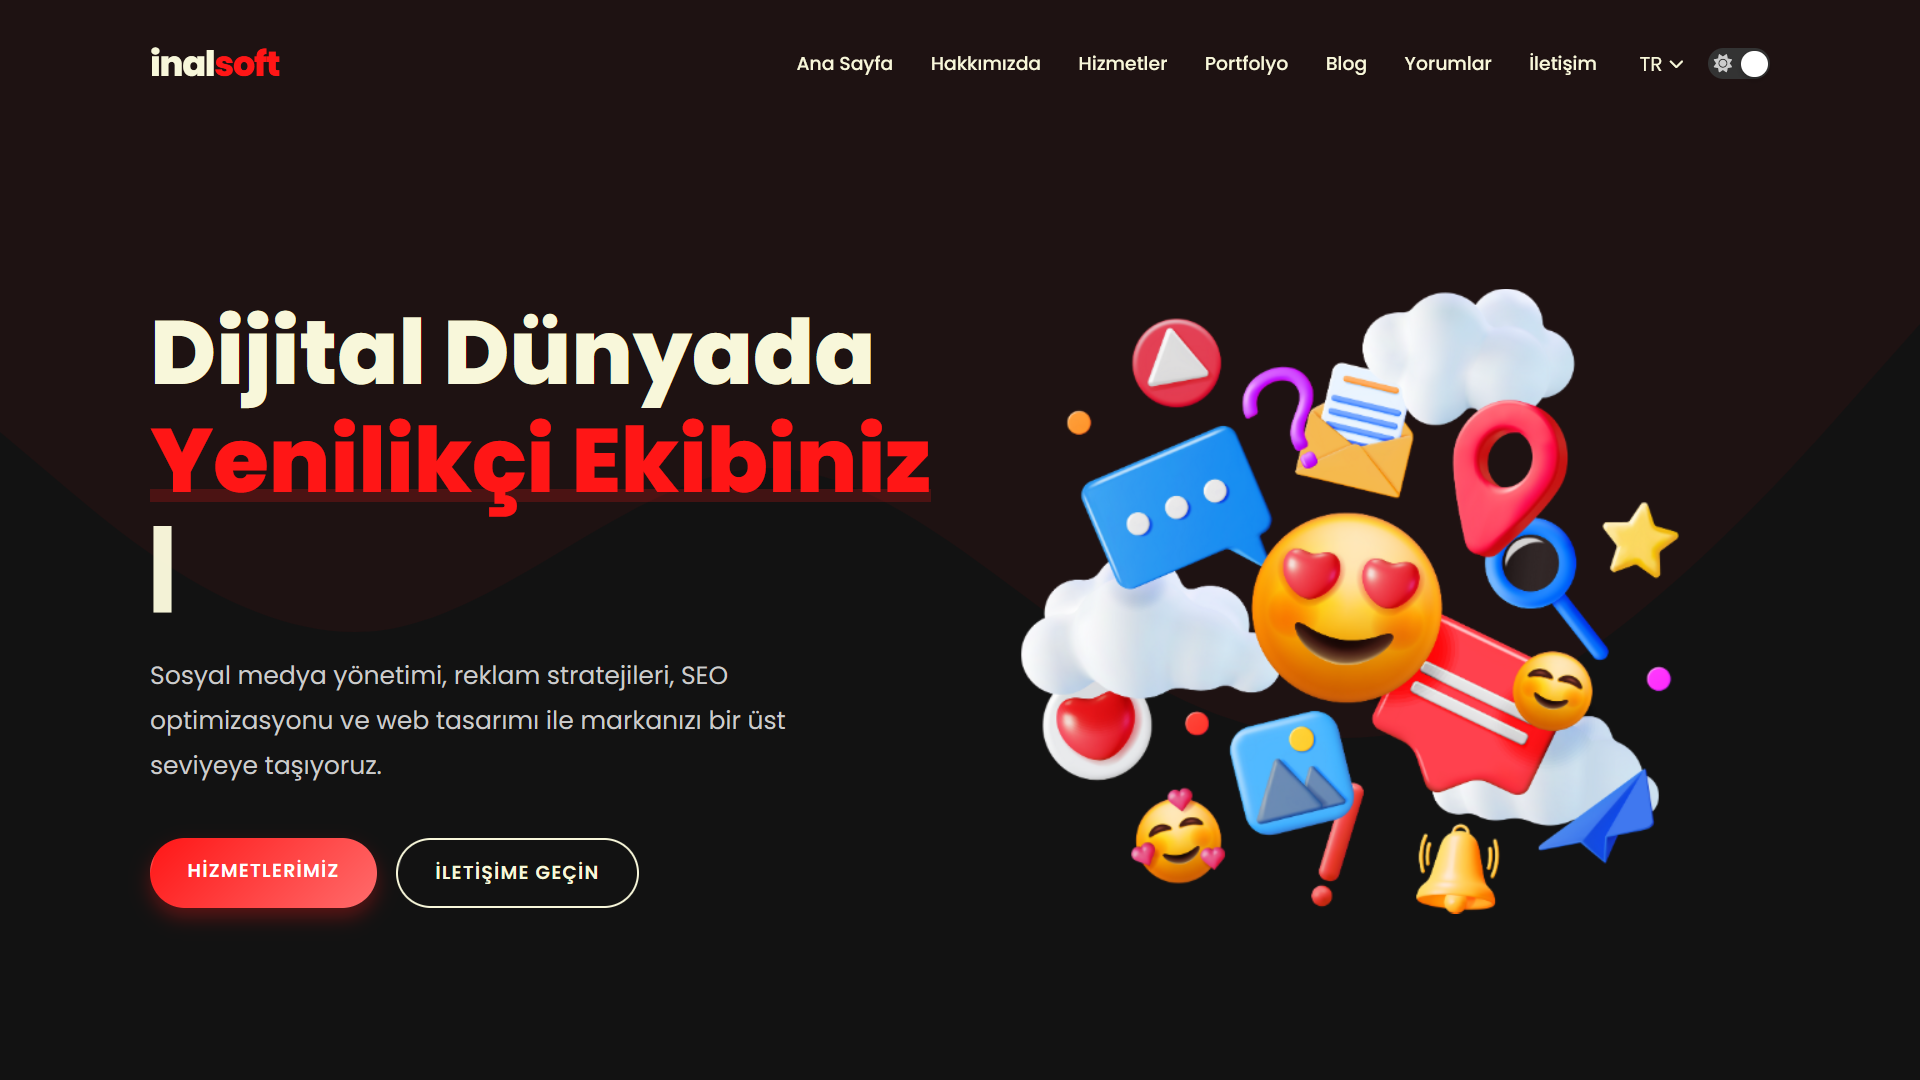 inalsoft
Ana Sayfa Hakkımızda Hizmetler Portfolyo Blog Yorumlar İletişim TR
Dijital Dünyada
Yenilikçi Ekibiniz
Sosyal medya yönetimi, reklam stratejileri, SEO
optimizasyonu ve web tasarımı ile markanızı bir üst
seviyeye taşıyoruz.
HİZMETLERİMİZ İLETİŞİME GEÇİN